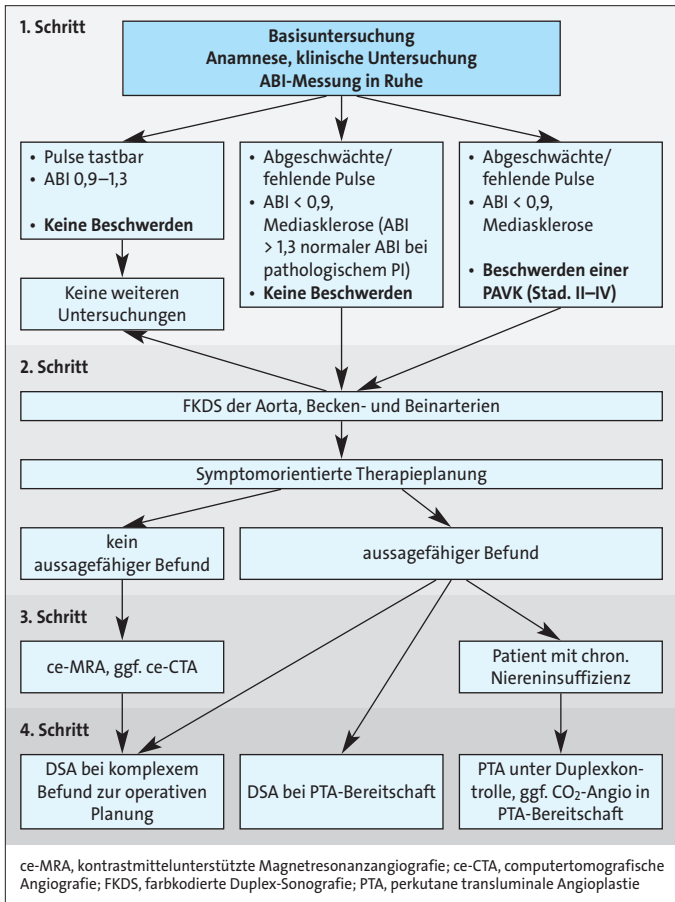 1. Schritt
Basisuntersuchung
Anamnese, klinische Untersuchung
ABI-Messung in Ruhe
• Pulse tastbar
• ABI 0,9–1,3
• Keine Beschwerden
• Abgeschwächte/
fehlende Pulse
• ABI < 0,9,
Mediasklerose (ABI
> 1,3 normaler ABI bei
pathologischem PI)
• Keine Beschwerden
• Abgeschwächte/
fehlende Pulse
• ABI < 0,9,
Mediasklerose
• Beschwerden einer
PAVK (Stad. II–IV)
Keine weiteren
Untersuchungen
2. Schritt
FKDS der Aorta, Becken- und Beinarterien
Symptomorientierte Therapieplanung
kein
aussagefähiger Befund
aussagefähiger Befund
3. Schritt
ce-MRA, ggf. ce-CTA
Patient mit chron.
Niereninsuffizienz
4. Schritt
DSA bei komplexem
Befund zur operativen
Planung
DSA bei PTA-Bereitschaft
PTA unter Duplexkon-
trolle, ggf. CO₂-Angio in
PTA-Bereitschaft
ce-MRA, kontrastmittelunterstützte Magnetresonanzangiografie; ce-CTA, computertomografische
Angiografie; FKDS, farbkodierte Duplex-Sonografie; PTA, perkutane transluminale Angioplastie